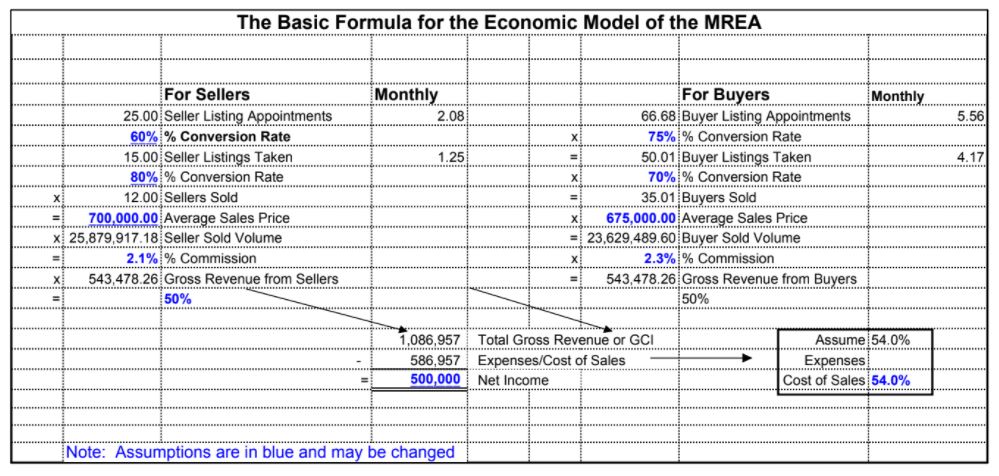 The Basic Formula for the Economic Model of the MREA
For Sellers Monthly For Buyers Monthly
25.00 Seller Listing Appointments 2.08 66.68 Buyer Listing Appointments 5.56
60% % Conversion Rate x 75% % Conversion Rate
15.00 Seller Listings Taken 1.25 = 50.01 Buyer Listings Taken 4.17
80% % Conversion Rate x 70% % Conversion Rate
x 12.00 Sellers Sold = 35.01 Buyers Sold
= 700,000.00 Average Sales Price x 675,000.00 Average Sales Price
x 25,879,917.18 Seller Sold Volume = 23,629,489.60 Buyer Sold Volume
= 2.1% % Commission x 2.3% % Commission
x 543,478.26 Gross Revenue from Sellers = 543,478.26 Gross Revenue from Buyers
= 50% 50%
1,086,957 Total Gross Revenue or GCI Assume 54.0%
- 586,957 Expenses/Cost of Sales Expenses
= 500,000 Net Income Cost of Sales 54.0%
Note: Assumptions are in blue and may be changed